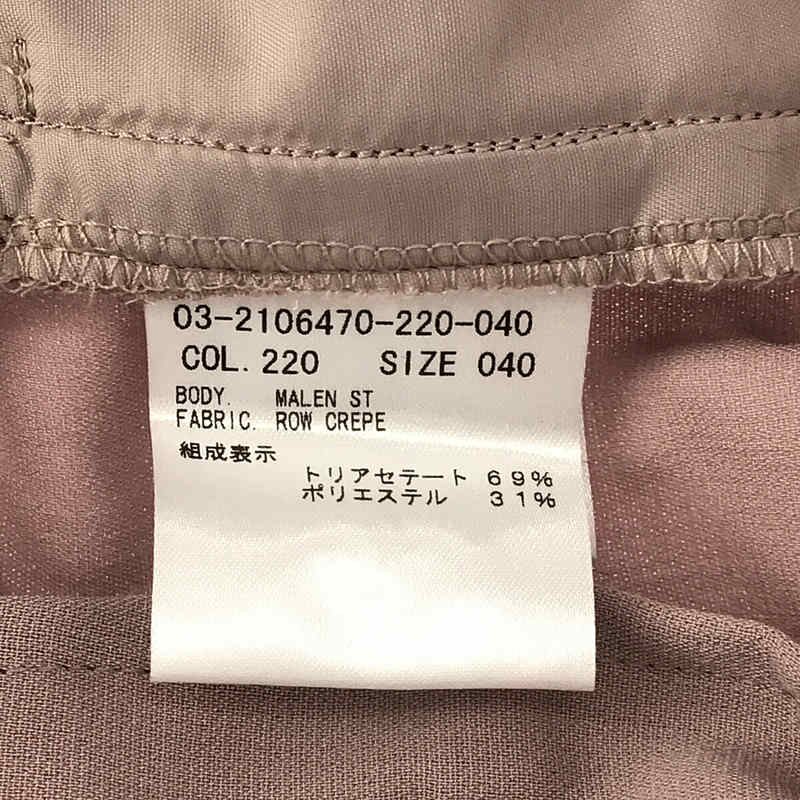 03-2106470-220-040
COL. 220 SIZE 040
BODY. MALEN ST
FABRIC. ROW CREPE
組成表示
トリアセテート 69%
ポリエステル 31%